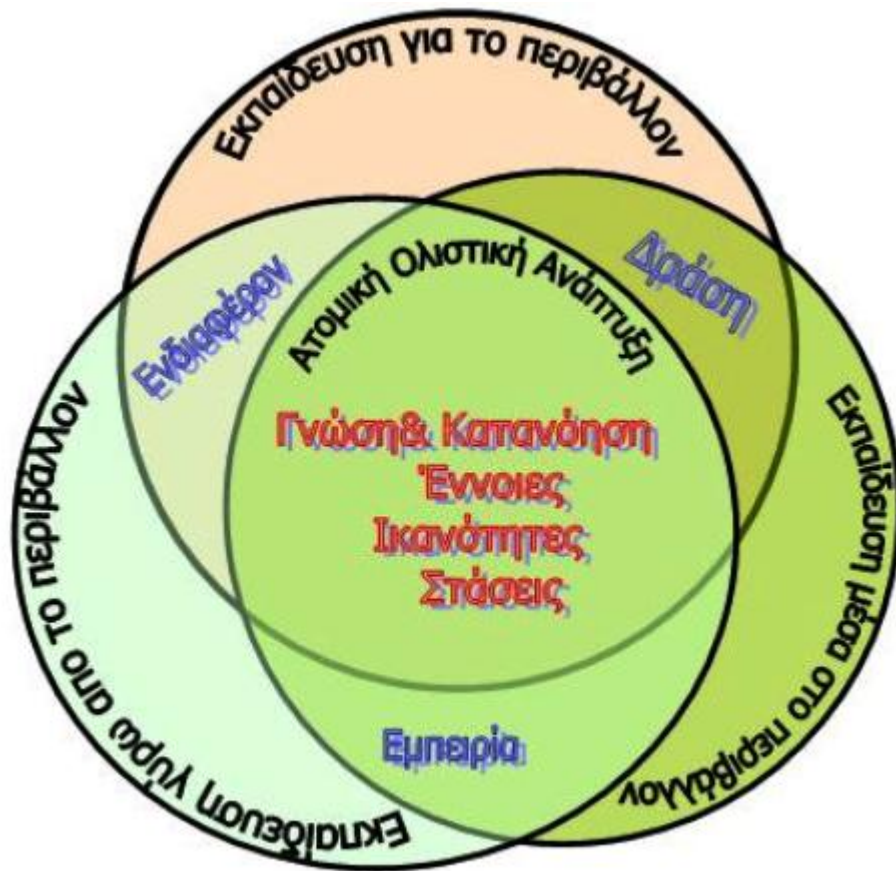 Εκπαίδευση για το περιβάλλον
Ενδιαφέρον
Δράση
Ατομική Ολιστική Ανάπτυξη
Γνώση& Κατανόηση
Έννοιες
Ικανότητες
Στάσεις
Εμπειρία
Εκπαίδευση γύρω απο το περιβάλλον
Εκπαίδευση μέσα στο περιβάλλον